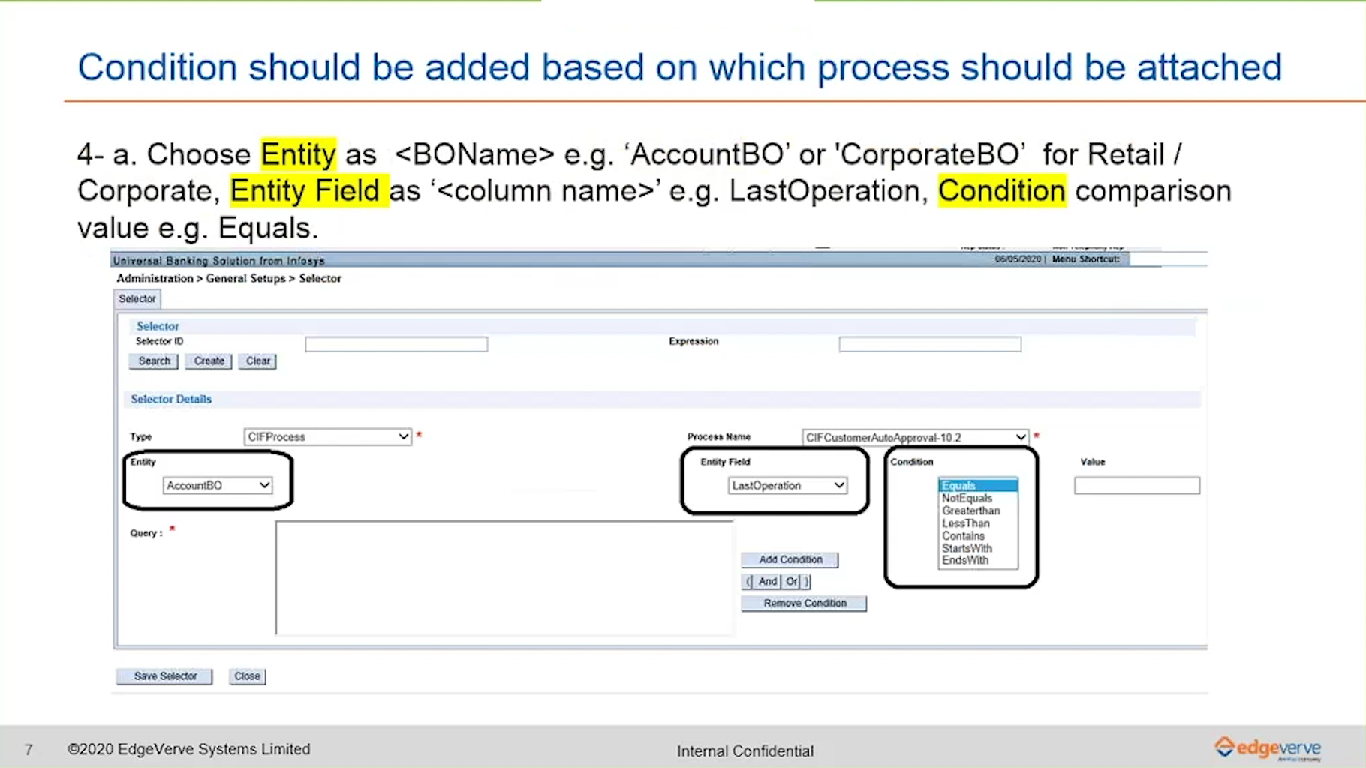 Condition should be added based on which process should be attached
4- a. Choose Entity as <BOName> e.g. ‘AccountBO’ or 'CorporateBO’ for Retail /
Corporate, Entity Field as ‘<column name>’ e.g. LastOperation, Condition comparison
value e.g. Equals.
Universal Banking Solution from Infosys
06/05/2020 | Menu Shortcut:
Administration > General Setups > Selector
Selector
Selector
Selector ID
Expression
Search Create Clear
Selector Details
Type CIFProcess *
Process Name CIFCustomerAutoApproval-10.2 *
Entity
Entity Field
Condition
Value
AccountBO
LastOperation
Equals
NotEquals
Greaterthan
LessThan
Contains
StartsWith
EndsWith
Query : *
Add Condition
( And Or )
Remove Condition
Save Selector Close
7 ©2020 EdgeVerve Systems Limited
Internal Confidential
edgeverve